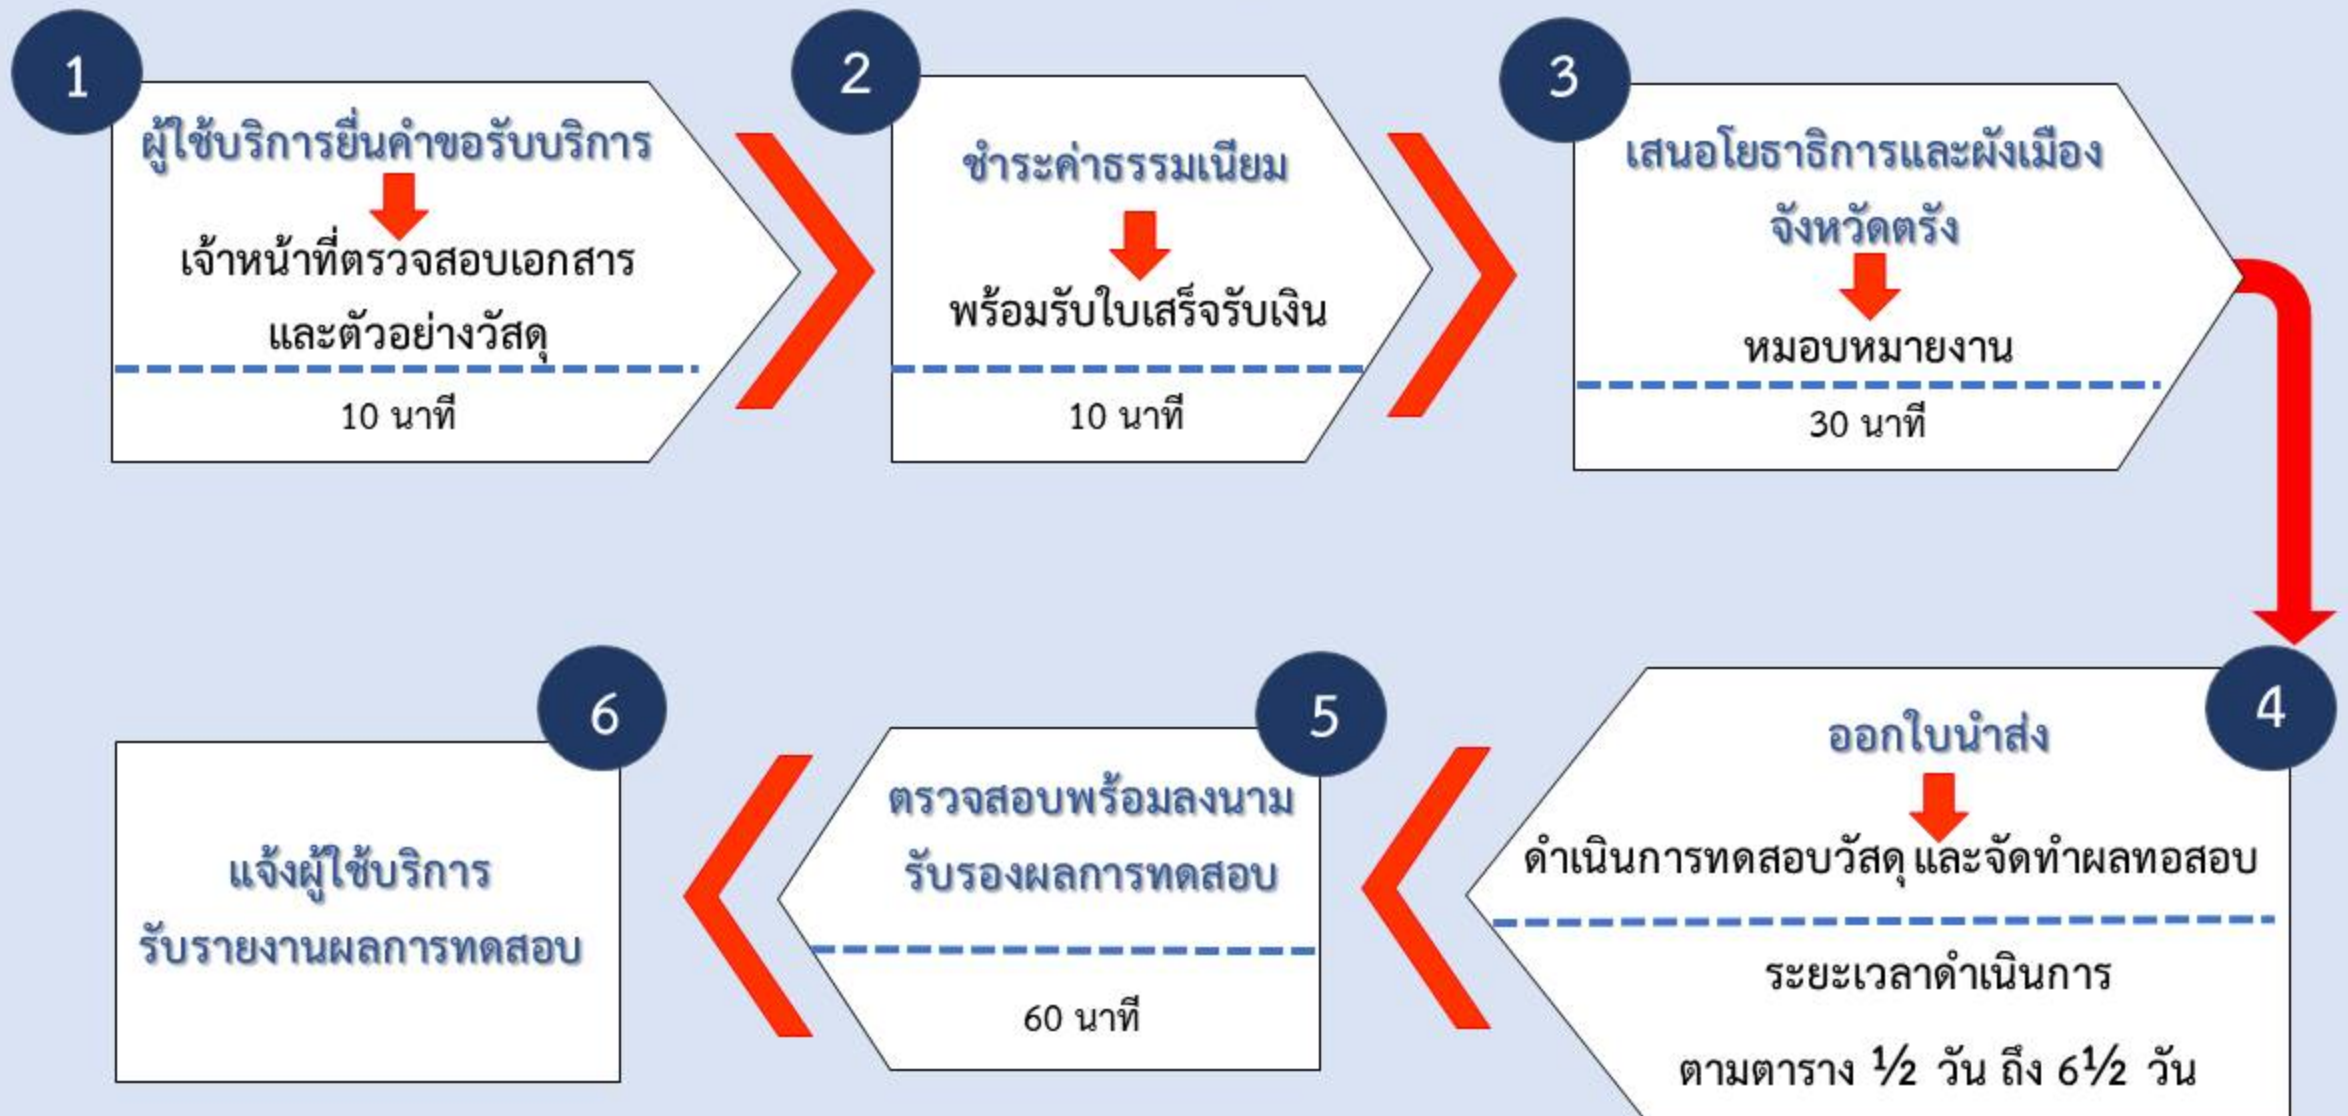 1
ผู้ใช้บริการยื่นคำขอรับบริการ
เจ้าหน้าที่ตรวจสอบเอกสาร
และตัวอย่างวัสดุ
10 นาที
2
ชำระค่าธรรมเนียม
พร้อมรับใบเสร็จรับเงิน
10 นาที
3
เสนอโยธาธิการและผังเมือง
จังหวัดตรัง
หมอบหมายงาน
30 นาที
4
ออกใบนำส่ง
ดำเนินการทดสอบวัสดุ และจัดทำผลทอสอบ
ระยะเวลาดำเนินการ
ตามตาราง ½ วัน ถึง 6½ วัน
5
ตรวจสอบพร้อมลงนาม
รับรองผลการทดสอบ
60 นาที
6
แจ้งผู้ใช้บริการ
รับรายงานผลการทดสอบ